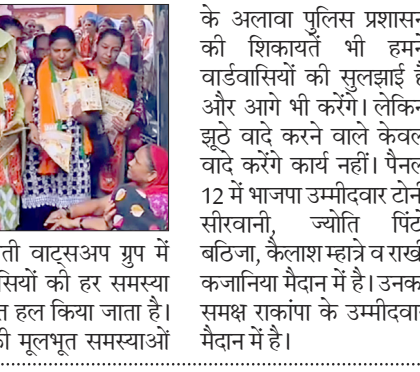 ती वाट्सअप ग्रुप में
सियों की हर समस्या
हल किया जाता है।
मूलभूत समस्याओं
के अलावा पुलिस प्रशासन
की शिकायतें भी हमने
वार्डवासियों की सुलझाई है
और आगे भी करेंगे। लेकिन
झूठे वादे करने वाले केवल
वादे करेंगे कार्य नहीं। पैनल
12 में भाजपा उम्मीदवार टोनी
सीरवानी, ज्योति पिंटो
बठिजा, कैलाश म्हात्रे व राखी
कजानिया मैदान में है। उनके
समक्ष राकांपा के उम्मीदवार
मैदान में है।